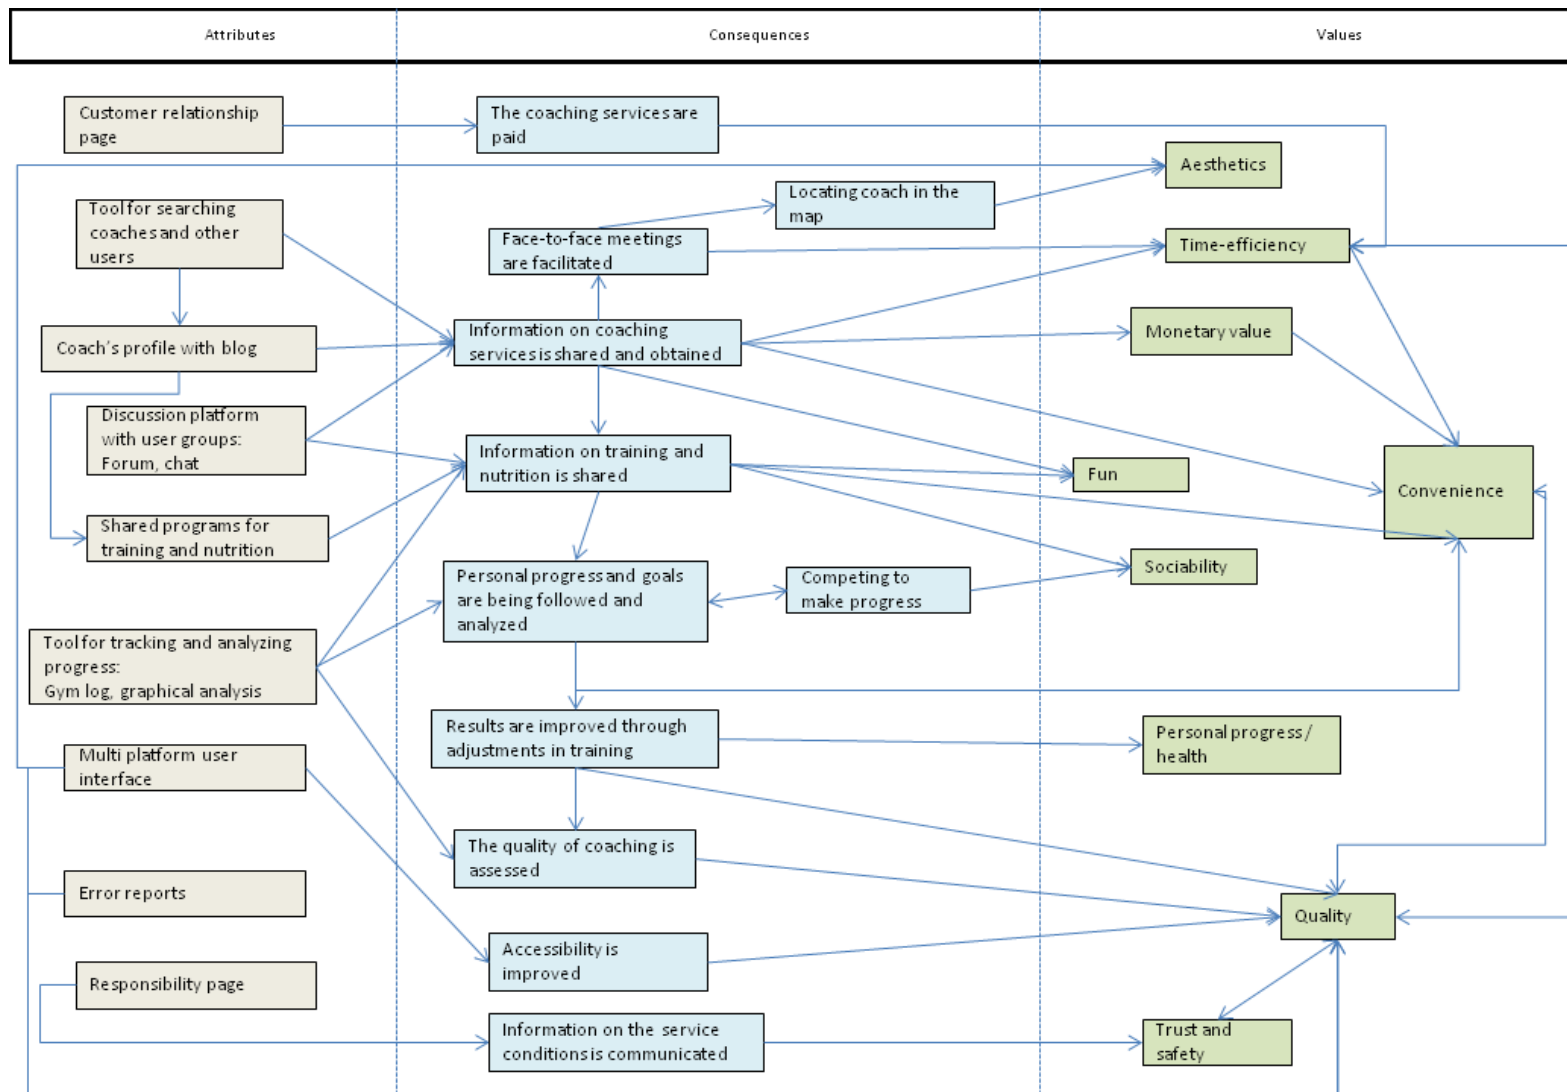 Attributes
Consequences
Values
Customer relationship
page
The coaching services are
paid
Aesthetics
Locating coach in the
map
Tool for searching
coaches and other
users
Face-to-face meetings
are facilitated
Time-efficiency
Coach's profile with blog
Information on coaching
services is shared and obtained
Monetary value
Discussion platform
with user groups:
Forum, chat
Information on training and
nutrition is shared
Fun
Convenience
Shared programs for
training and nutrition
Personal progress and goals
are being followed and
analyzed
Competing to
make progress
Sociability
Tool for tracking and analyzing
progress:
Gym log, graphical analysis
Results are improved through
adjustments in training
Personal progress /
health
Multi platform user
interface
The quality of coaching is
assessed
Error reports
Quality
Accessibility is
improved
Responsibility page
Information on the service
conditions is communicated
Trust and
safety